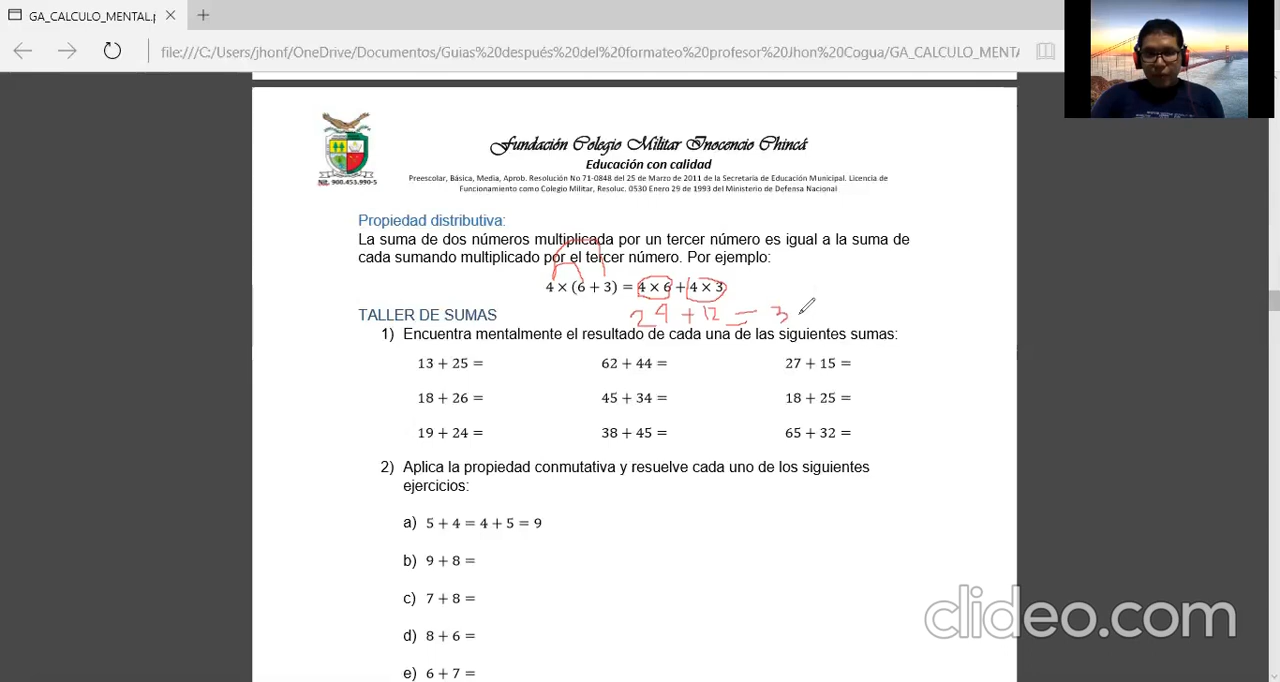 GA_CALCULO_MENTAL.p
file:///C:/Users/jhonf/OneDrive/Documentos/Guias%20después%20del%20formateo%20profesor%20Jhon%20Cogua/GA_CALCULO_MENTA
Fundación Colegio Militar Inocencio Chincá
Educación con calidad
Preescolar, Básica, Media, Aprob. Resolución No 71-0848 del 25 de Marzo de 2011 de la Secretaria de Educación Municipal. Licencia de
Funcionamiento como Colegio Militar, Resoluc. 0530 Enero 29 de 1993 del Ministerio de Defensa Nacional
Nit. 900.453.990-5
Propiedad distributiva:
La suma de dos números multiplicada por un tercer número es igual a la suma de
cada sumando multiplicado por el tercer número. Por ejemplo:
4 × (6 + 3) = 4 × 6 + 4 × 3
24 + 12 = 3
TALLER DE SUMAS
1) Encuentra mentalmente el resultado de cada una de las siguientes sumas:
13 + 25 = 62 + 44 = 27 + 15 =
18 + 26 = 45 + 34 = 18 + 25 =
19 + 24 = 38 + 45 = 65 + 32 =
2) Aplica la propiedad conmutativa y resuelve cada uno de los siguientes
ejercicios:
a) 5 + 4 = 4 + 5 = 9
b) 9 + 8 =
c) 7 + 8 =
d) 8 + 6 =
e) 6 + 7 =
clideo.com